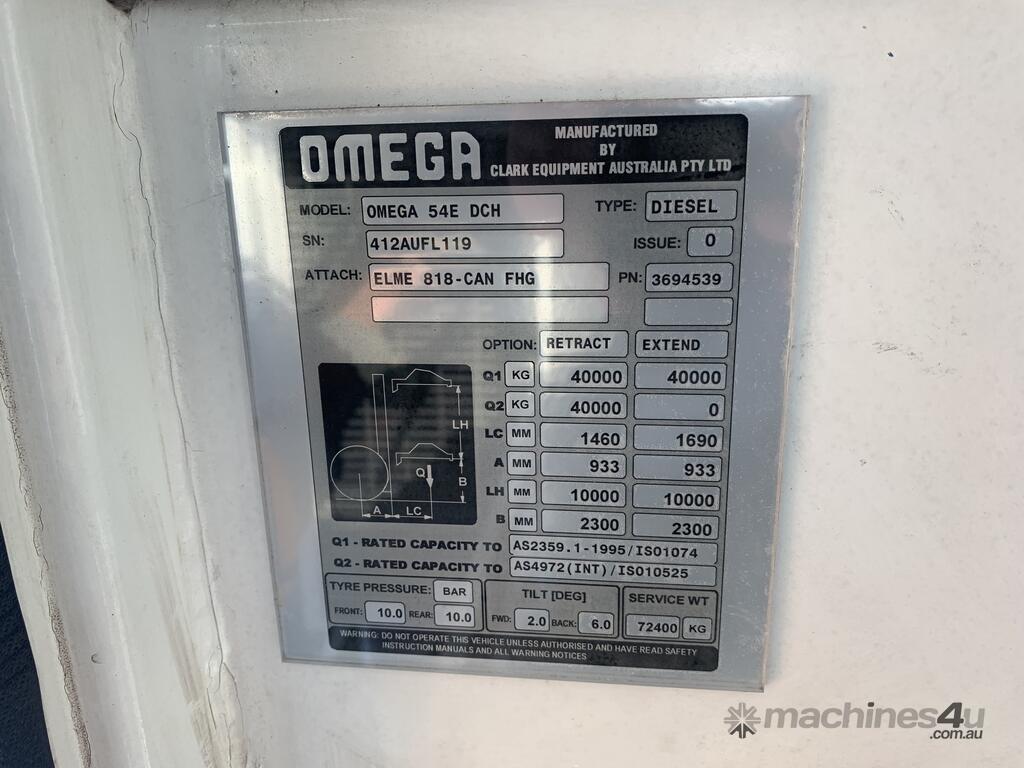 OMEGA
MANUFACTURED
BY
CLARK EQUIPMENT AUSTRALIA PTY LTD
MODEL: OMEGA 54E DCH TYPE: DIESEL
SN: 412AUFL119 ISSUE: 0
ATTACH: ELME 818-CAN FHG PN: 3694539
OPTION: RETRACT EXTEND
Q1 KG 40000 40000
Q2 KG 40000 0
LC MM 1460 1690
A MM 933 933
LH MM 10000 10000
B MM 2300 2300
LH
Q B
A LC
Q1 - RATED CAPACITY TO AS2359.1-1995/ISO1074
Q2 - RATED CAPACITY TO AS4972(INT)/ISO10525
TYRE PRESSURE: BAR
FRONT: 10.0 REAR: 10.0
TILT [DEG]
FWD: 2.0 BACK: 6.0
SERVICE WT
72400 KG
WARNING: DO NOT OPERATE THIS VEHICLE UNLESS AUTHORISED AND HAVE READ SAFETY
INSTRUCTION MANUALS AND ALL WARNING NOTICES
machines4u
.com.au